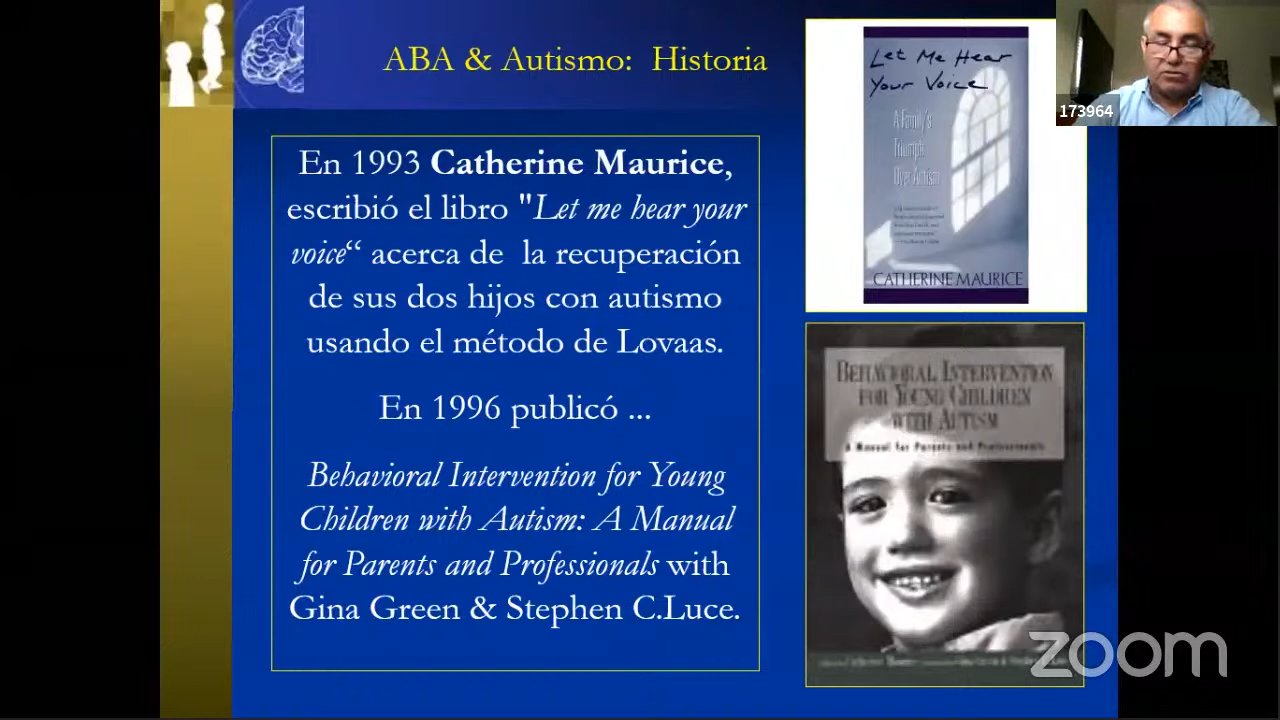 ABA & Autismo:  Historia
En 1993 Catherine Maurice,
escribió el libro "Let me hear your
voice“ acerca de  la recuperación
de sus dos hijos con autismo
usando el método de Lovaas.
En 1996 publicó ...
Behavioral Intervention for Young
Children with Autism: A Manual
for Parents and Professionals with
Gina Green & Stephen C.Luce.
Let Me Hear
Your Voice
A Family's
Triumph
Over Autism
CATHERINE MAURICE
173964
BEHAVIORAL INTERVENTION
FOR YOUNG CHILDREN
WITH AUTISM
A Manual for Parents and Professionals
zoom